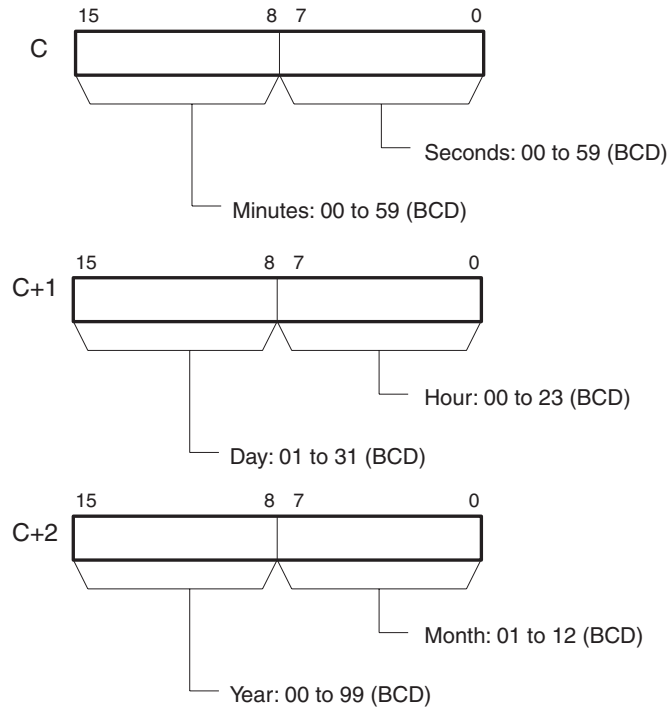 15 8 7 0
C
Seconds: 00 to 59 (BCD)
Minutes: 00 to 59 (BCD)
15 8 7 0
C+1
Hour: 00 to 23 (BCD)
Day: 01 to 31 (BCD)
15 8 7 0
C+2
Month: 01 to 12 (BCD)
Year: 00 to 99 (BCD)